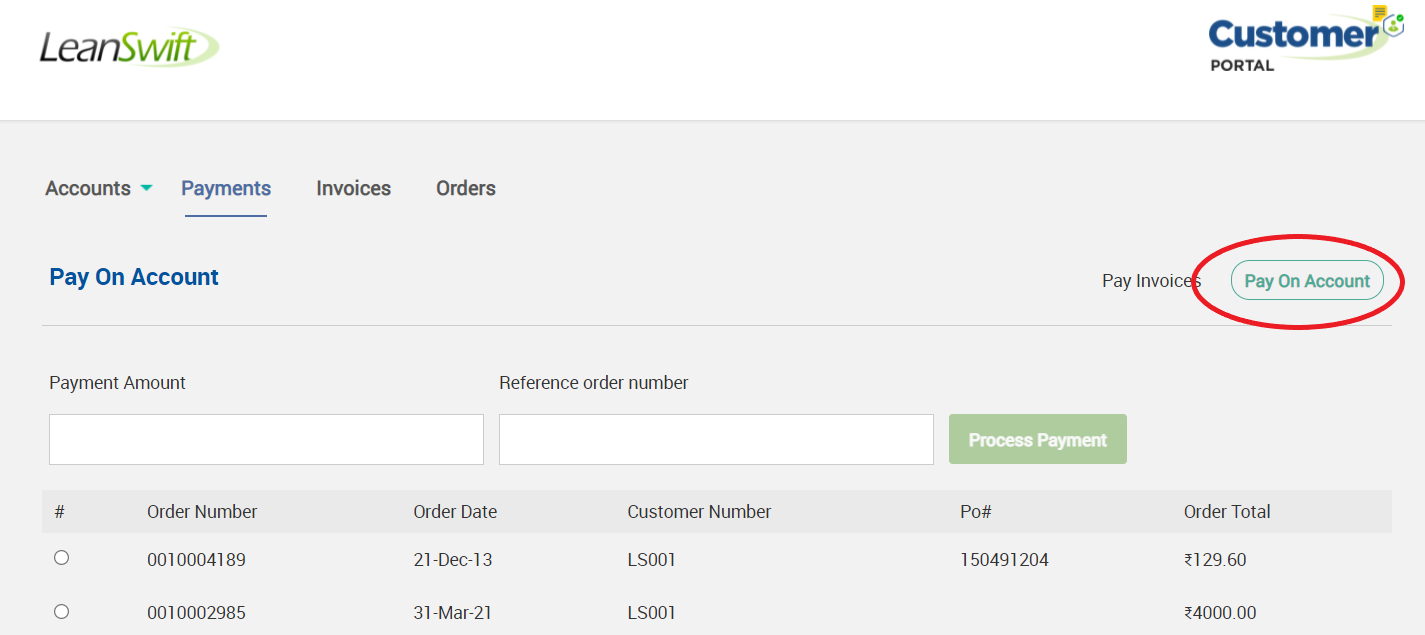 LeanSwift
Customer
PORTAL
Accounts Payments Invoices Orders
Pay On Account
Pay Invoices Pay On Account
Payment Amount Reference order number
Process Payment
# Order Number Order Date Customer Number Po# Order Total
0010004189 21-Dec-13 LS001 150491204 ₹129.60
0010002985 31-Mar-21 LS001 ₹4000.00